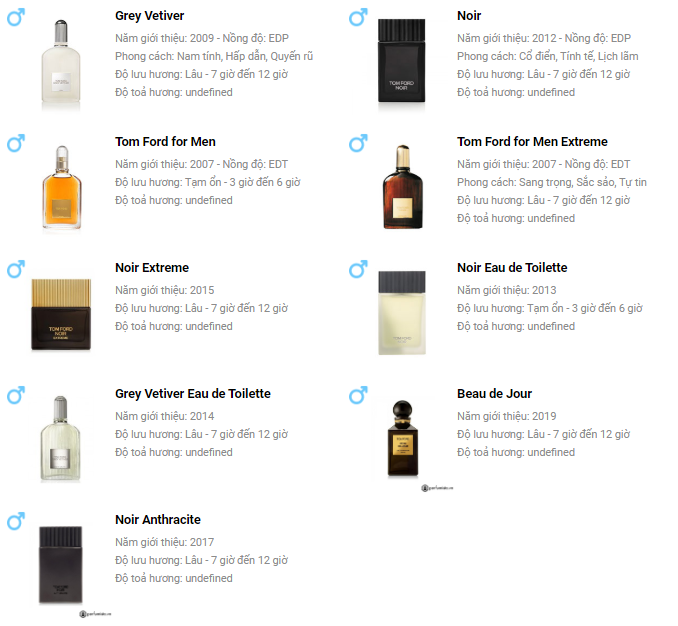 Grey Vetiver
Năm giới thiệu: 2009 - Nồng độ: EDP
Phong cách: Nam tính, Hấp dẫn, Quyến rũ
Độ lưu hương: Lâu - 7 giờ đến 12 giờ
Độ toả hương: undefined
Noir
Năm giới thiệu: 2012 - Nồng độ: EDP
Phong cách: Cổ điển, Tính tế, Lịch lãm
Độ lưu hương: Lâu - 7 giờ đến 12 giờ
Độ toả hương: undefined
TOM FORD
NOIR
Tom Ford for Men
Năm giới thiệu: 2007 - Nồng độ: EDT
Độ lưu hương: Tạm ổn - 3 giờ đến 6 giờ
Độ toả hương: undefined
Tom Ford for Men Extreme
Năm giới thiệu: 2007 - Nồng độ: EDT
Phong cách: Sang trọng, Sắc sảo, Tự tin
Độ lưu hương: Lâu - 7 giờ đến 12 giờ
Độ toả hương: undefined
Noir Extreme
Năm giới thiệu: 2015
Độ lưu hương: Lâu - 7 giờ đến 12 giờ
Độ toả hương: undefined
TOM FORD
NOIR
EXTREME
Noir Eau de Toilette
Năm giới thiệu: 2013
Độ lưu hương: Tạm ổn - 3 giờ đến 6 giờ
Độ toả hương: undefined
Grey Vetiver Eau de Toilette
Năm giới thiệu: 2014
Độ lưu hương: Lâu - 7 giờ đến 12 giờ
Độ toả hương: undefined
Beau de Jour
Năm giới thiệu: 2019
Độ lưu hương: Lâu - 7 giờ đến 12 giờ
Độ toả hương: undefined
Noir Anthracite
Năm giới thiệu: 2017
Độ lưu hương: Lâu - 7 giờ đến 12 giờ
Độ toả hương: undefined